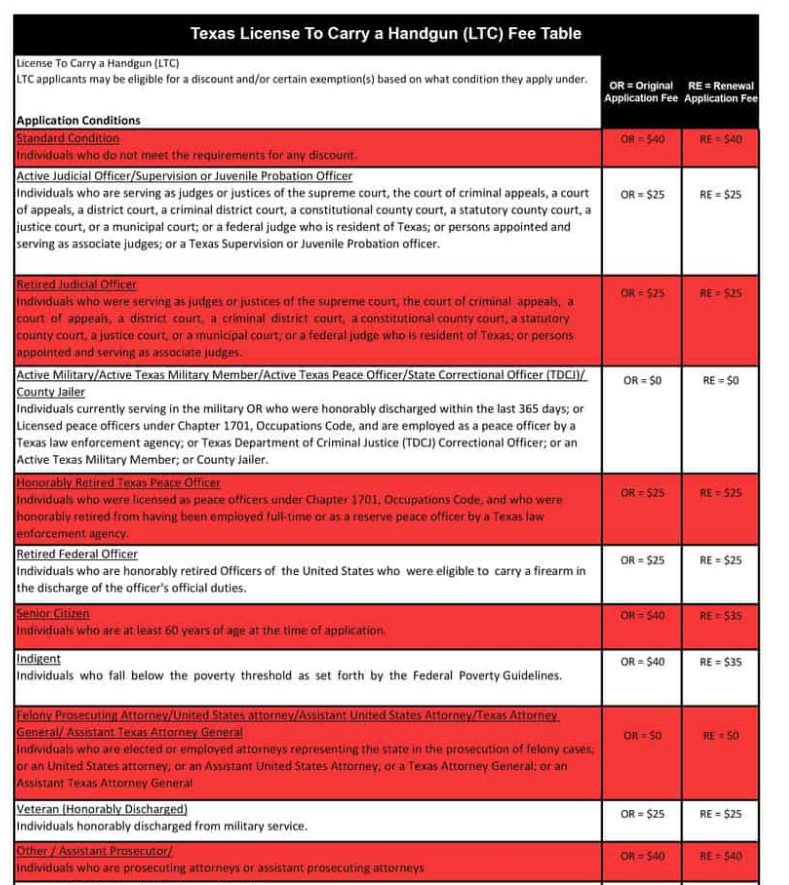 Texas License To Carry a Handgun (LTC) Fee Table
License To Carry a Handgun (LTC)
LTC applicants may be eligible for a discount and/or certain exemption(s) based on what condition they apply under.
OR = Original Application Fee
RE = Renewal Application Fee
Application Conditions
Standard Condition
OR = $40 RE = $40
Individuals who do not meet the requirements for any discount.
Active Judicial Officer/Supervision or Juvenile Probation Officer
Individuals who are serving as judges or justices of the supreme court, the court of criminal appeals, a court
OR = $25 RE = $25
of appeals, a district court, a criminal district court, a constitutional county court, a statutory county court, a
justice court, or a municipal court; or a federal judge who is resident of Texas; or persons appointed and
serving as associate judges; or a Texas Supervision or Juvenile Probation officer.
Retired Judicial Officer
OR = $25 RE = $25
Individuals who were serving as judges or justices of the supreme court, the court of criminal appeals, a
court of appeals, a district court, a criminal district court, a constitutional county court, a statutory
county court, a justice court, or a municipal court; or a federal judge who is resident of Texas; or persons
appointed and serving as associate judges.
Active Military/Active Texas Military Member/Active Texas Peace Officer/State Correctional Officer (TDCJ)/
OR = $0 RE = $0
County Jailer
Individuals currently serving in the military OR who were honorably discharged within the last 365 days; or
Licensed peace officers under Chapter 1701, Occupations Code, and are employed as a peace officer by a
Texas law enforcement agency; or Texas Department of Criminal Justice (TDCJ) Correctional Officer; or an
Active Texas Military Member; or County Jailer.
Honorably Retired Texas Peace Officer
OR = $25 RE = $25
Individuals who were licensed as peace officers under Chapter 1701, Occupations Code, and who were
honorably retired from having been employed full-time or as a reserve peace officer by a Texas law
enforcement agency.
Retired Federal Officer
OR = $25 RE = $25
Individuals who are honorably retired Officers of the United States who were eligible to carry a firearm in
the discharge of the officer's official duties.
Senior Citizen
OR = $40 RE = $35
Individuals who are at least 60 years of age at the time of application.
Indigent
OR = $40 RE = $35
Individuals who fall below the poverty threshold as set forth by the Federal Poverty Guidelines.
Felony Prosecuting Attorney/United States attorney/Assistant United States Attorney/Texas Attorney
General/ Assistant Texas Attorney General
OR = $0 RE = $0
Individuals who are elected or employed attorneys representing the state in the prosecution of felony cases;
or an United States attorney; or an Assistant United States Attorney; or a Texas Attorney General; or an
Assistant Texas Attorney General
Veteran (Honorably Discharged)
OR = $25 RE = $25
Individuals honorably discharged from military service.
Other / Assistant Prosecutor/
OR = $40 RE = $40
Individuals who are prosecuting attorneys or assistant prosecuting attorneys